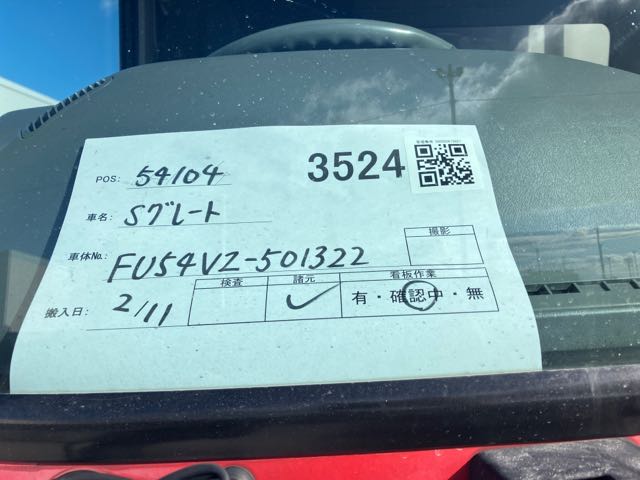 POS: 54104
3524
車名: Sグレート
車体No.: FU54VZ-501322
撮影
搬入日: 2/11
検査 諸元 看板作業
有・確認中・無